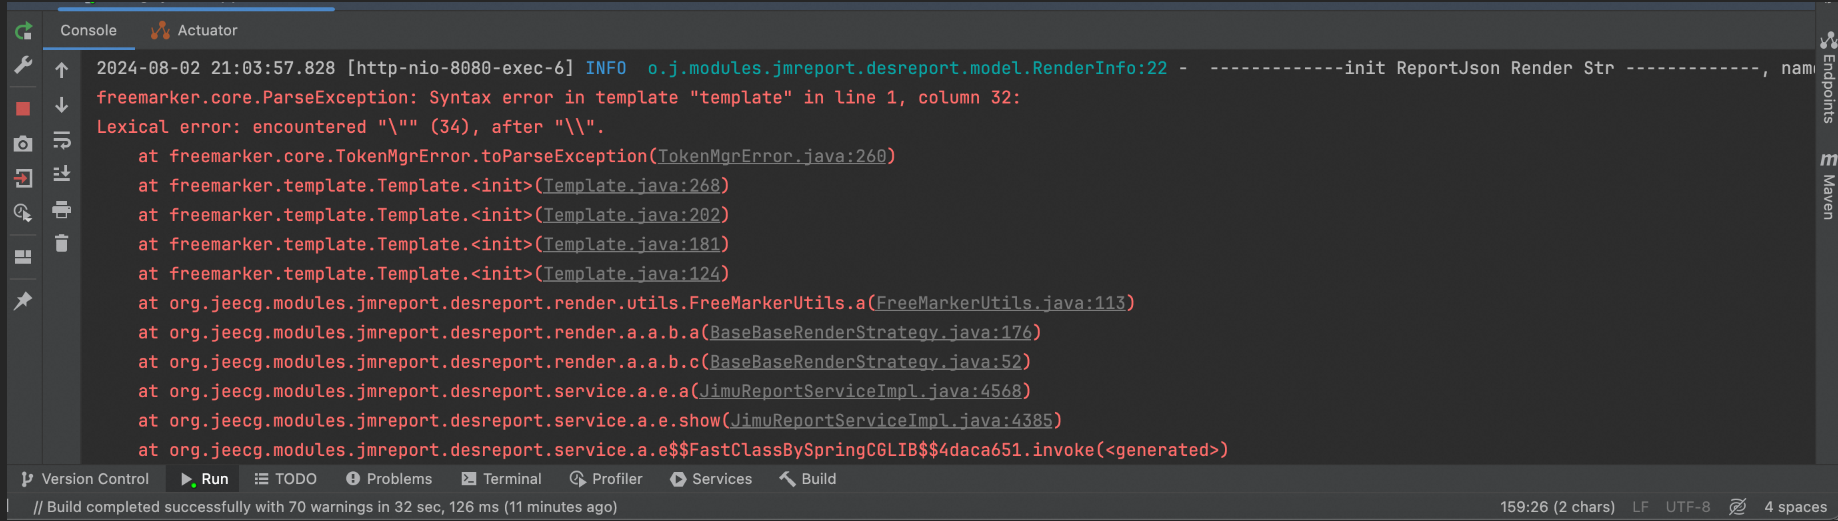 Console
Actuator
2024-08-02 21:03:57.828 [http-nio-8080-exec-6] INFO  o.j.modules.jmreport.desreport.model.RenderInfo:22 -  -------------init ReportJson Render Str -------------, name
freemarker.core.ParseException: Syntax error in template "template" in line 1, column 32:
Lexical error: encountered "\"" (34), after "\\".
    at freemarker.core.TokenMgrError.toParseException(TokenMgrError.java:260)
    at freemarker.template.Template.<init>(Template.java:268)
    at freemarker.template.Template.<init>(Template.java:202)
    at freemarker.template.Template.<init>(Template.java:181)
    at freemarker.template.Template.<init>(Template.java:124)
    at org.jeecg.modules.jmreport.desreport.render.utils.FreeMarkerUtils.a(FreeMarkerUtils.java:113)
    at org.jeecg.modules.jmreport.desreport.render.a.a.b.a(BaseBaseRenderStrategy.java:176)
    at org.jeecg.modules.jmreport.desreport.render.a.a.b.c(BaseBaseRenderStrategy.java:52)
    at org.jeecg.modules.jmreport.desreport.service.a.e.a(JimuReportServiceImpl.java:4568)
    at org.jeecg.modules.jmreport.desreport.service.a.e.show(JimuReportServiceImpl.java:4385)
    at org.jeecg.modules.jmreport.desreport.service.a.e$$FastClassBySpringCGLIB$$4daca651.invoke(<generated>)
Endpoints
m Maven
Version Control
Run
TODO
Problems
Terminal
Profiler
Services
Build
// Build completed successfully with 70 warnings in 32 sec, 126 ms (11 minutes ago)
159:26 (2 chars)
LF
UTF-8
4 spaces